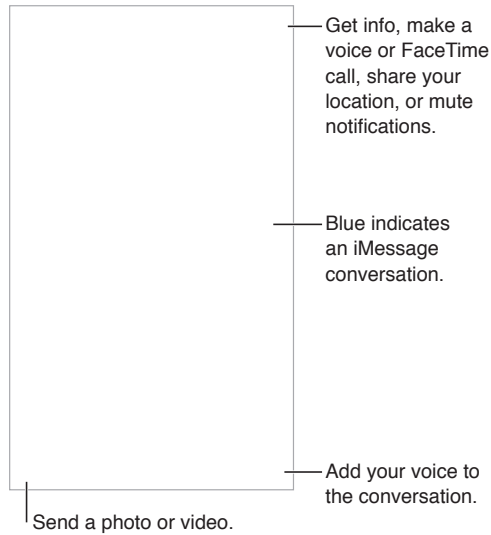 Get info, make a
voice or FaceTime
call, share your
location, or mute
notifications.
Blue indicates
an iMessage
conversation.
Add your voice to
the conversation.
Send a photo or video.